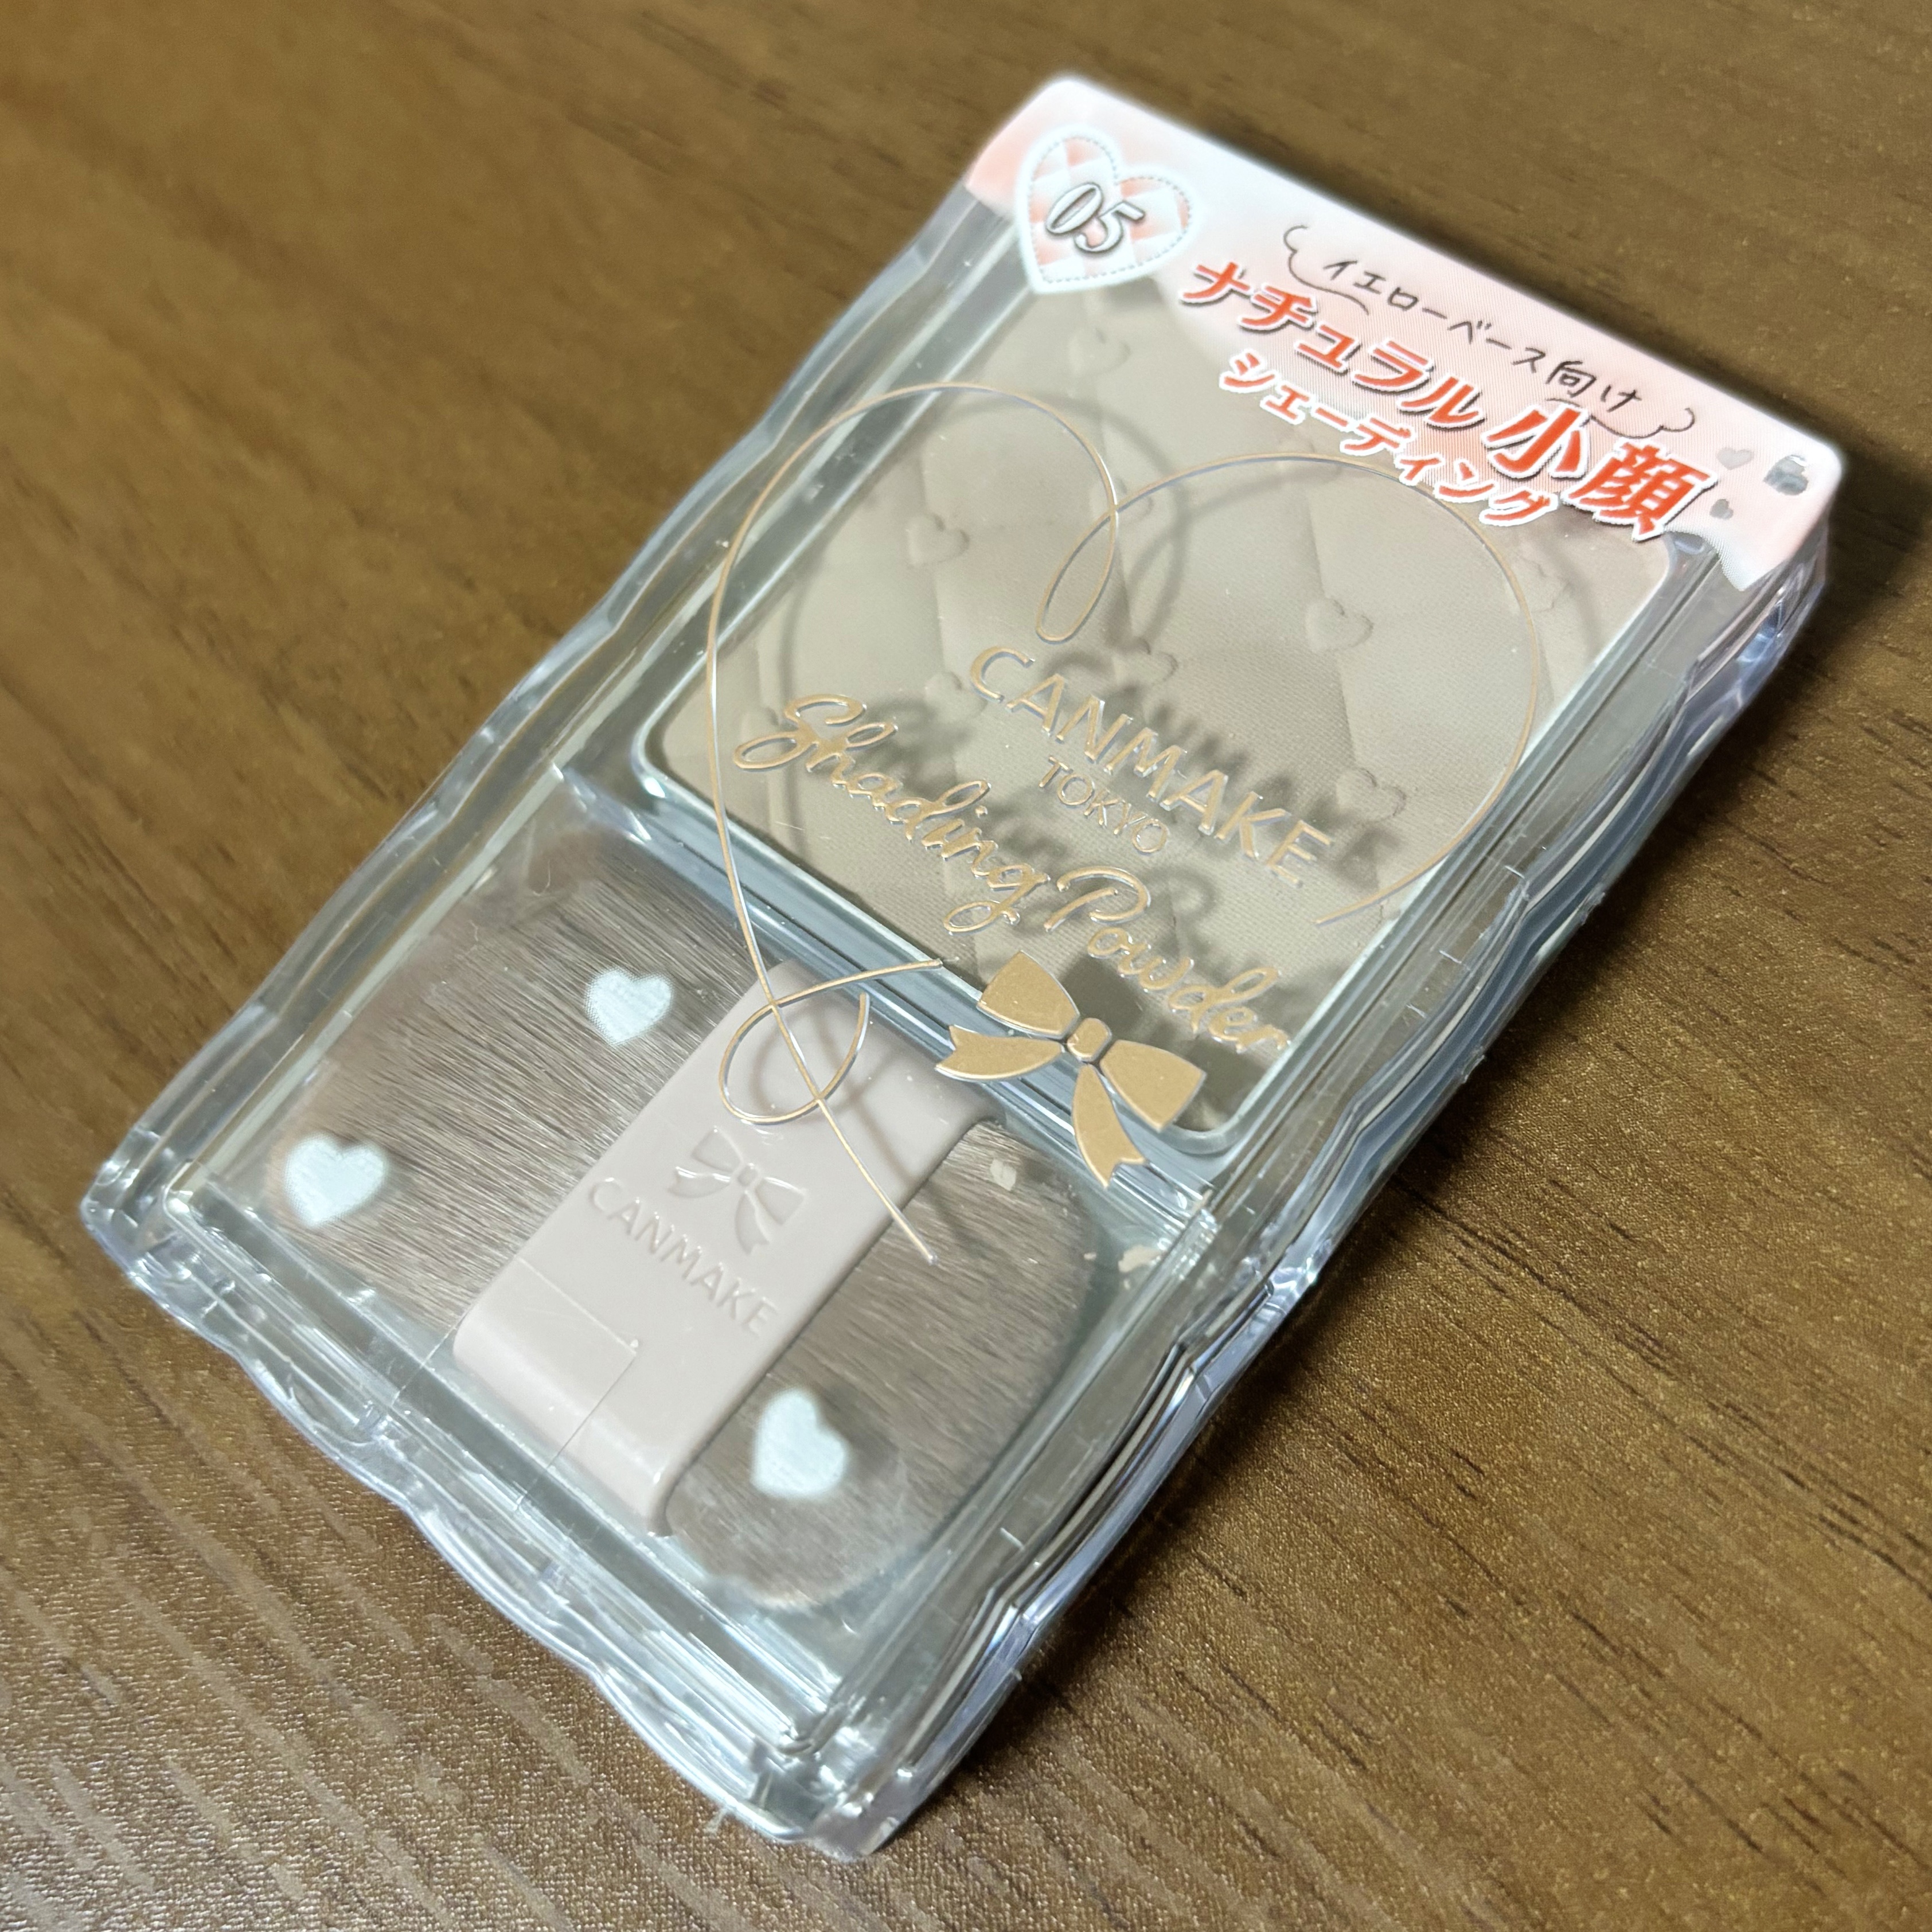 05
イエローベース向け
ナチュラル小顔
シェーディング
CANMAKE
TOKYO
Shading Powder
CANMAKE